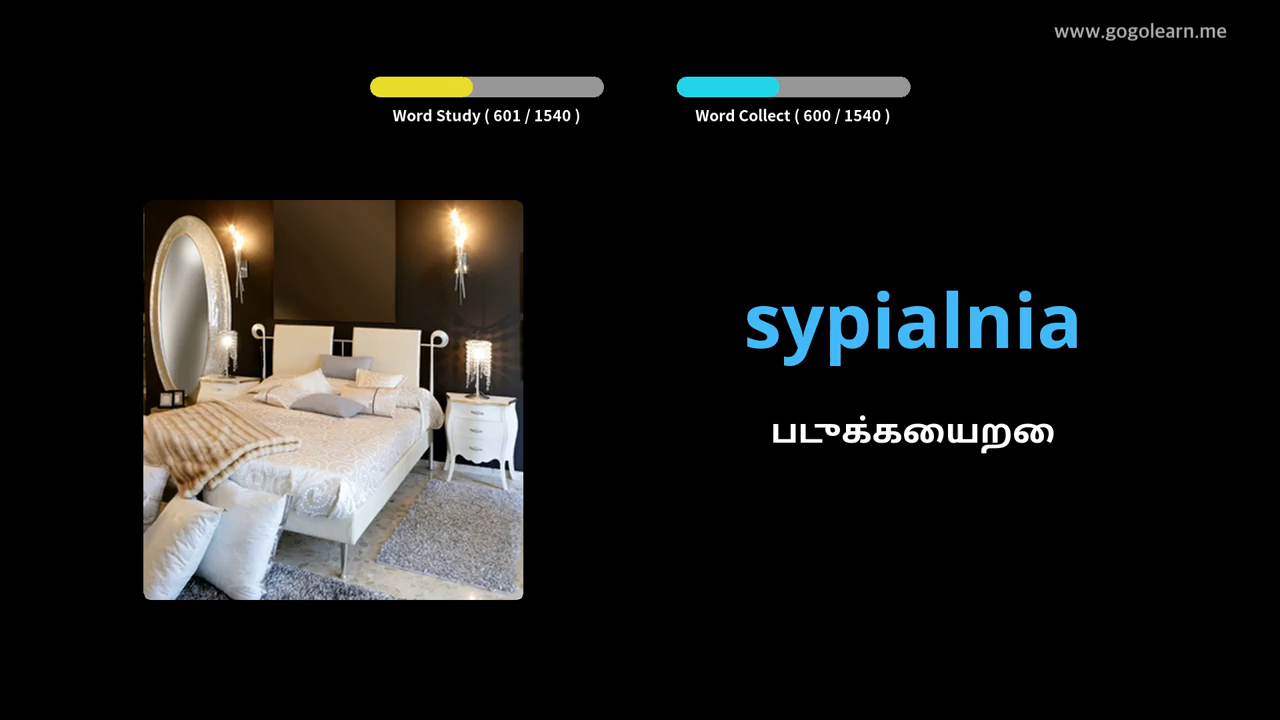 www.gogolearn.me
Word Study ( 601 / 1540 )
Word Collect ( 600 / 1540 )
sypialnia
படுக்கையறை